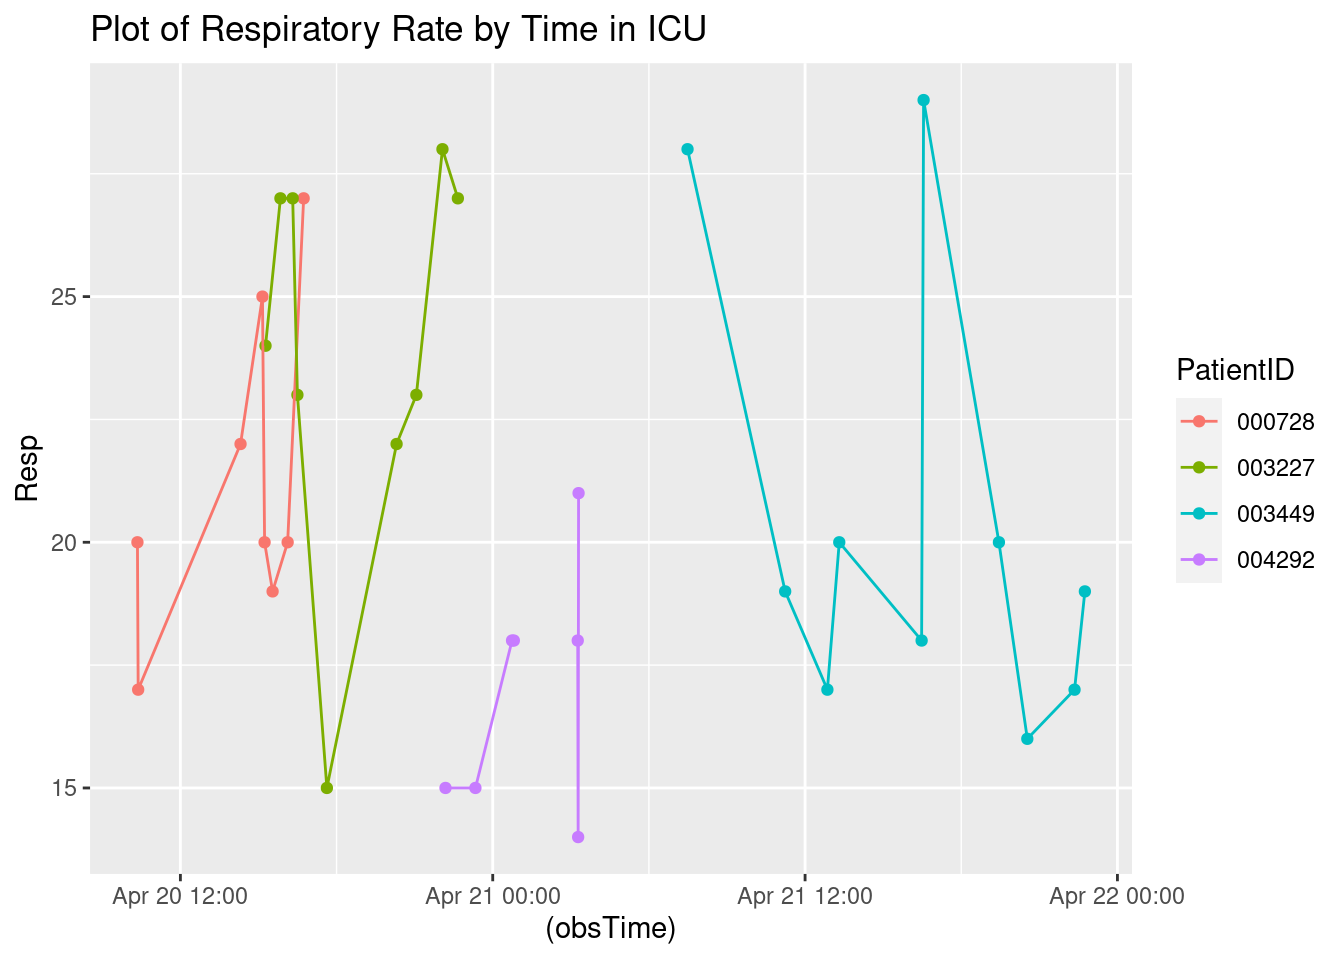 Plot of Respiratory Rate by Time in ICU
Resp
25
20
15
Apr 20 12:00
Apr 21 00:00
Apr 21 12:00
Apr 22 00:00
(obsTime)
PatientID
000728
003227
003449
004292